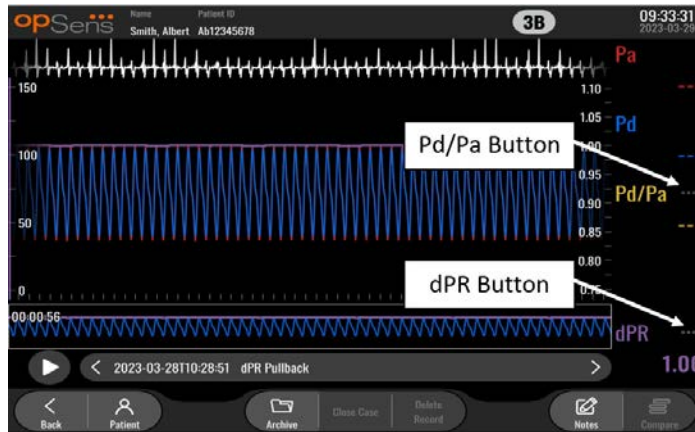 opSens
Name Patient ID
Smith, Albert Ab12345678
3B
09:33:31
2023-03-29
Pa
150
1.10
--
1.05
Pd
Pd/Pa Button
100
1.00
--
0.95
Pd/Pa
---
0.90
50
0.85
--
0.80
dPR Button
0
0.75
00:00:56
dPR
---
1.00
< 2023-03-28T10:28:51 dPR Pullback >
Back
Patient
Archive
Close Case
Delete
Record
Notes
Compare